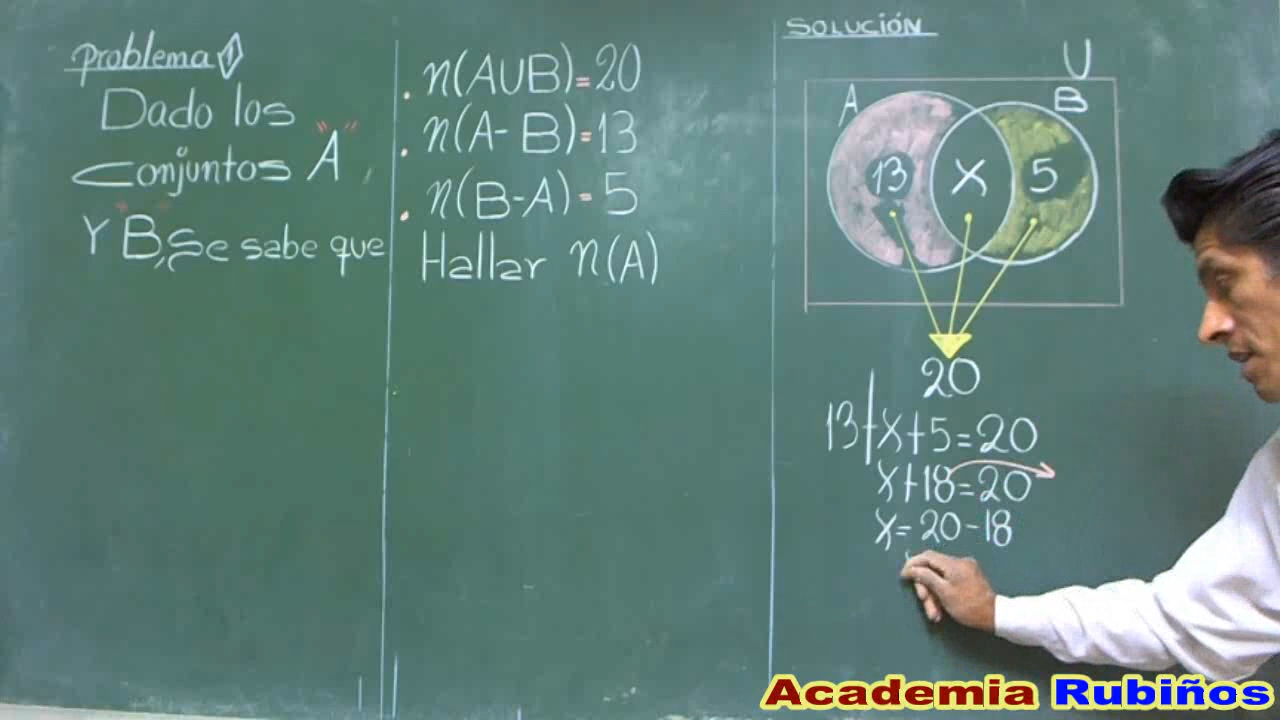 Problema 1
Dado los
conjuntos "A",
Y "B", se sabe que
. n(A∪B)=20
. n(A-B)=13
. n(B-A)=5
Hallar n(A)
SOLUCIÓN
U
A
B
13 X 5
20
13+x+5=20
x+18=20
x=20-18
Academia Rubiños